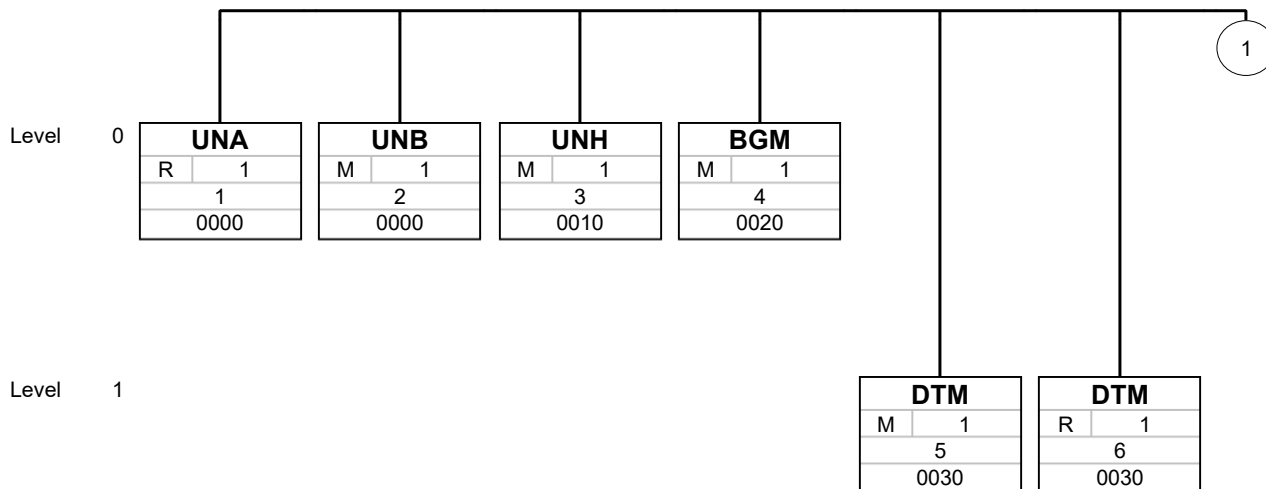 1
Level 0 UNA UNB UNH BGM
R 1 M 1 M 1 M 1
1 2 3 4
0000 0000 0010 0020
Level 1 DTM DTM
M 1 R 1
5 6
0030 0030